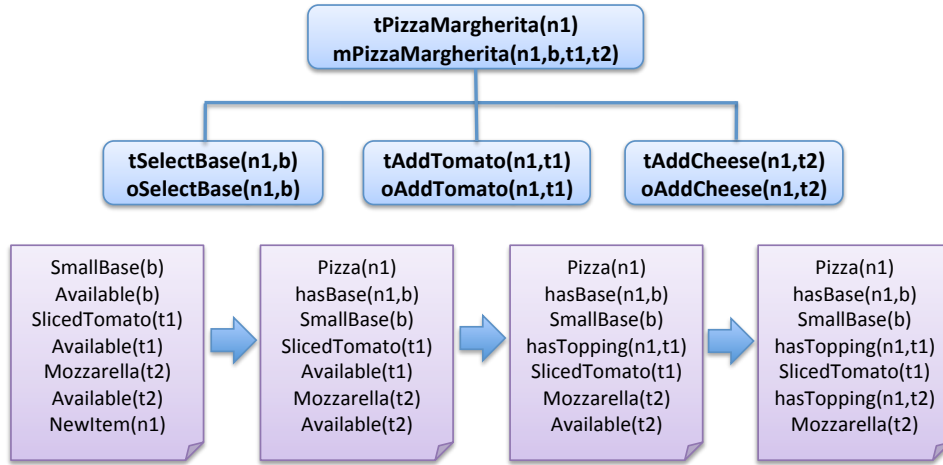 tPizzaMargherita(n1)
mPizzaMargherita(n1,b,t1,t2)
tSelectBase(n1,b)
oSelectBase(n1,b)
tAddTomato(n1,t1)
oAddTomato(n1,t1)
tAddCheese(n1,t2)
oAddCheese(n1,t2)
SmallBase(b)
Available(b)
SlicedTomato(t1)
Available(t1)
Mozzarella(t2)
Available(t2)
NewItem(n1)
Pizza(n1)
hasBase(n1,b)
SmallBase(b)
SlicedTomato(t1)
Available(t1)
Mozzarella(t2)
Available(t2)
Pizza(n1)
hasBase(n1,b)
SmallBase(b)
hasTopping(n1,t1)
SlicedTomato(t1)
Mozzarella(t2)
Available(t2)
Pizza(n1)
hasBase(n1,b)
SmallBase(b)
hasTopping(n1,t1)
SlicedTomato(t1)
hasTopping(n1,t2)
Mozzarella(t2)